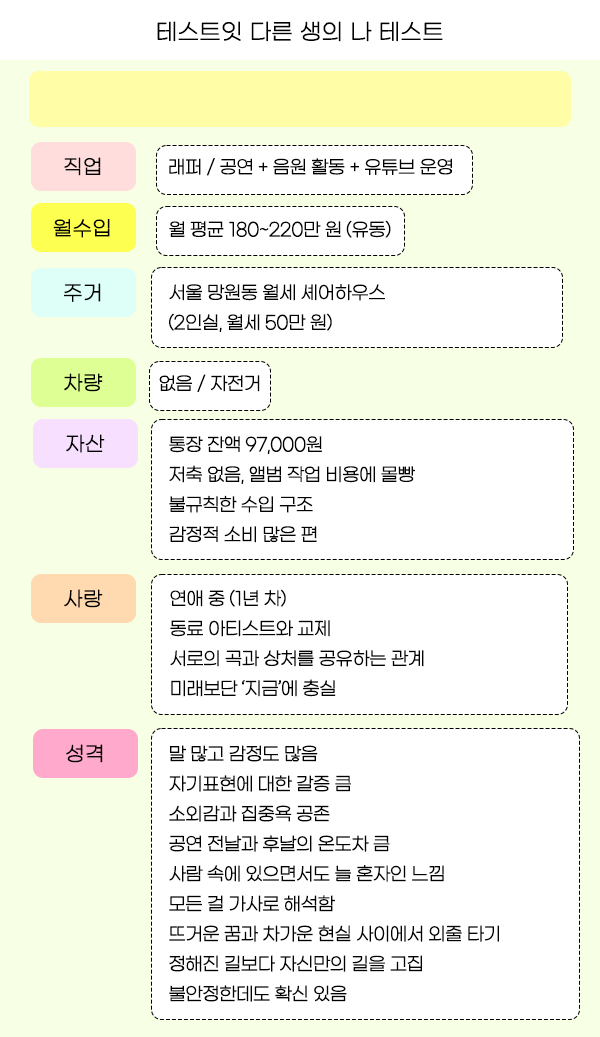 테스트잇 다른 생의 나 테스트
직업
래퍼 / 공연 + 음원 활동 + 유튜브 운영
월수입
월 평균 180~220만 원 (유동)
주거
서울 망원동 월세 셰어하우스
(2인실, 월세 50만 원)
차량
없음 / 자전거
자산
통장 잔액 97,000원
저축 없음, 앨범 작업 비용에 몰빵
불규칙한 수입 구조
감정적 소비 많은 편
사랑
연애 중 (1년 차)
동료 아티스트와 교제
서로의 곡과 상처를 공유하는 관계
미래보단 ‘지금’에 충실
성격
말 많고 감정도 많음
자기표현에 대한 갈증 큼
소외감과 집중욕 공존
공연 전날과 후날의 온도차 큼
사람 속에 있으면서도 늘 혼자인 느낌
모든 걸 가사로 해석함
뜨거운 꿈과 차가운 현실 사이에서 외줄 타기
정해진 길보다 자신만의 길을 고집
불안정한데도 확신 있음